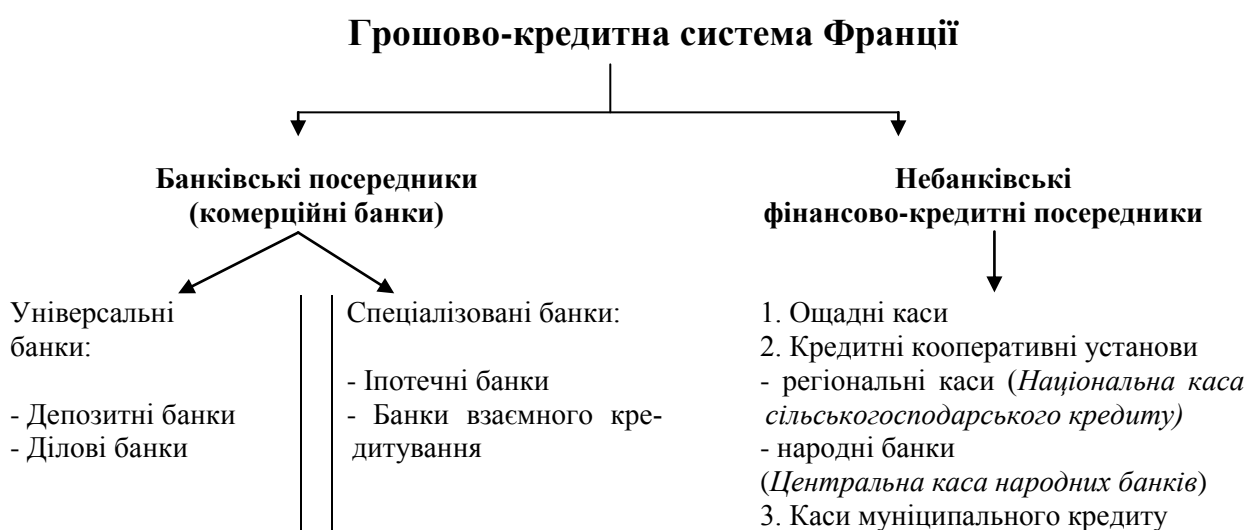 Грошово-кредитна система Франції
Банківські посередники
(комерційні банки)
Універсальні
банки:
- Депозитні банки
- Ділові банки
Спеціалізовані банки:
- Іпотечні банки
- Банки взаємного кре-
дитування
Небанківські
фінансово-кредитні посередники
1. Ощадні каси
2. Кредитні кооперативні установи
- регіональні каси (Національна каса
сільськогосподарського кредиту)
- народні банки
(Центральна каса народних банків)
3. Каси муніципального кредиту